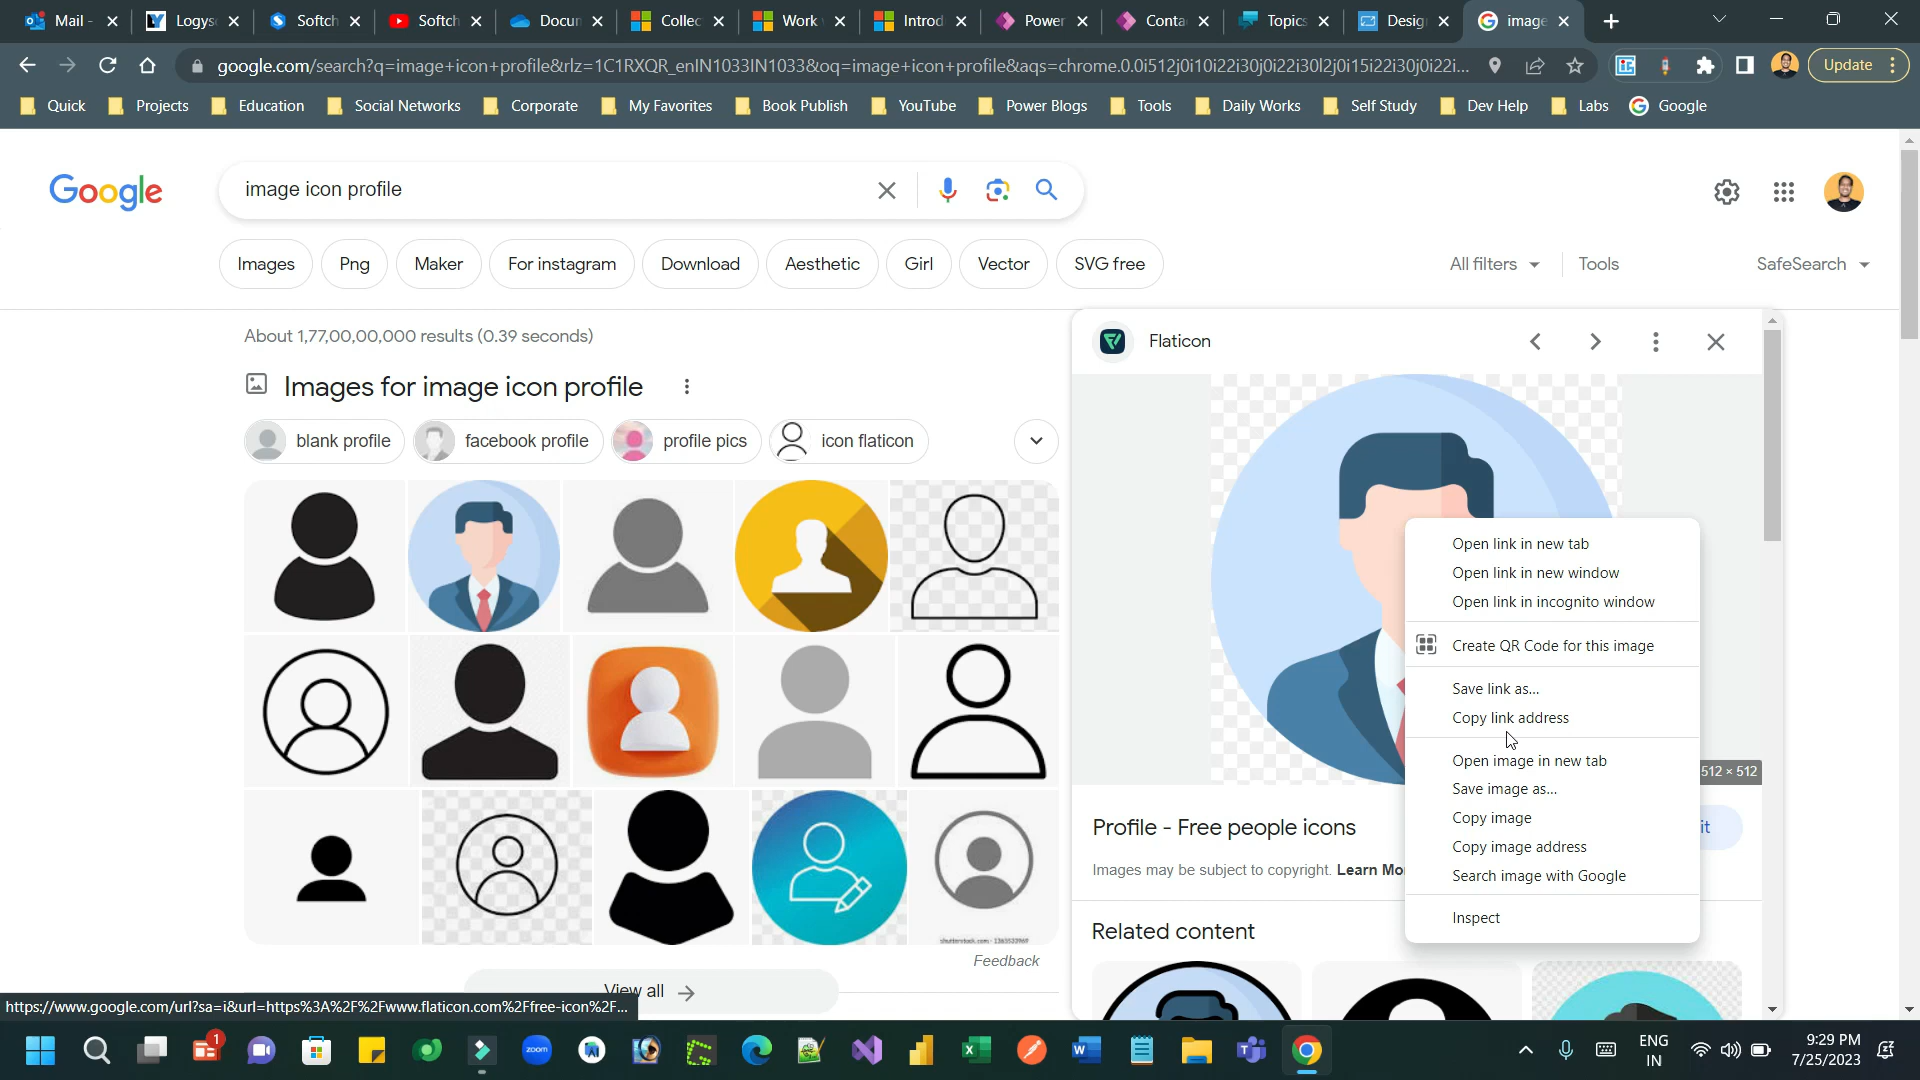 Mail -
Logys
Softch
Softch
Docun
Collec
Work
Introd
Power
Conta
Topics
Desig
image
google.com/search?q=image+icon+profile&rlz=1C1RXQR_enIN1033IN1033&oq=image+icon+profile&aqs=chrome.0.0i512j0i10i22i30j0i22i30l2j0i15i22i30j0i22i...
Update
Quick
Projects
Education
Social Networks
Corporate
My Favorites
Book Publish
YouTube
Power Blogs
Tools
Daily Works
Self Study
Dev Help
Labs
Google
Google
image icon profile
Images
Png
Maker
For instagram
Download
Aesthetic
Girl
Vector
SVG free
All filters
Tools
SafeSearch
About 1,77,00,00,000 results (0.39 seconds)
Images for image icon profile
blank profile
facebook profile
profile pics
icon flaticon
Feedback
View all
Flaticon
512 × 512
Profile - Free people icons
it
Images may be subject to copyright. Learn Mo
Related content
Open link in new tab
Open link in new window
Open link in incognito window
Create QR Code for this image
Save link as...
Copy link address
Open image in new tab
Save image as...
Copy image
Copy image address
Search image with Google
Inspect
https://www.google.com/url?sa=i&url=https%3A%2F%2Fwww.flaticon.com%2Ffree-icon%2F...
1
zoom
ENG
IN
9:29 PM
7/25/2023